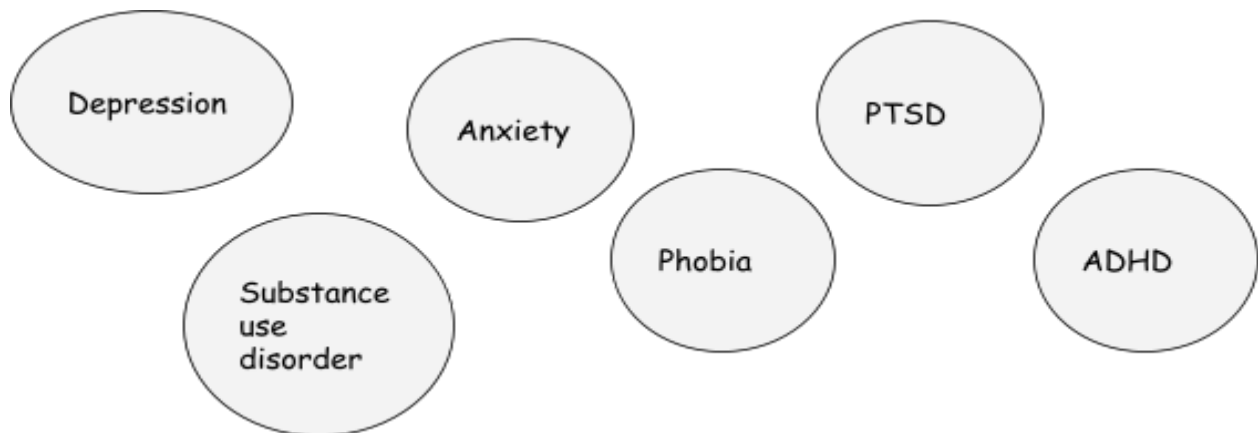 Depression
Anxiety
PTSD
Phobia
ADHD
Substance
use
disorder